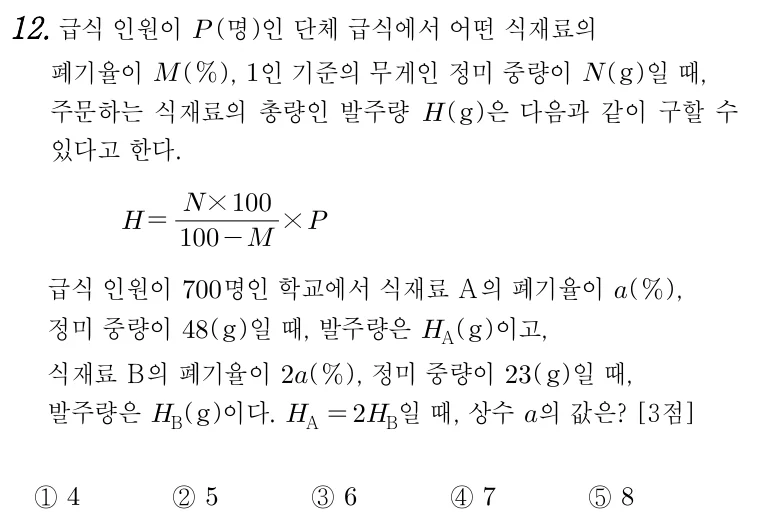 12. 급식 인원이 P(명)인 단체 급식에서 어떤 식재료의
폐기율이 M(%), 1인 기준의 무게인 정미 중량이 N(g)일 때,
주문하는 식재료의 총량인 발주량 H(g)은 다음과 같이 구할 수
있다고 한다.
H = \frac{N×100}{100-M} × P
급식 인원이 700명인 학교에서 식재료 A의 폐기율이 a(%),
정미 중량이 48(g)일 때, 발주량은 H_A(g)이고,
식재료 B의 폐기율이 2a(%), 정미 중량이 23(g)일 때,
발주량은 H_B(g)이다. H_A = 2H_B일 때, 상수 a의 값은? [3점]
① 4 ② 5 ③ 6 ④ 7 ⑤ 8